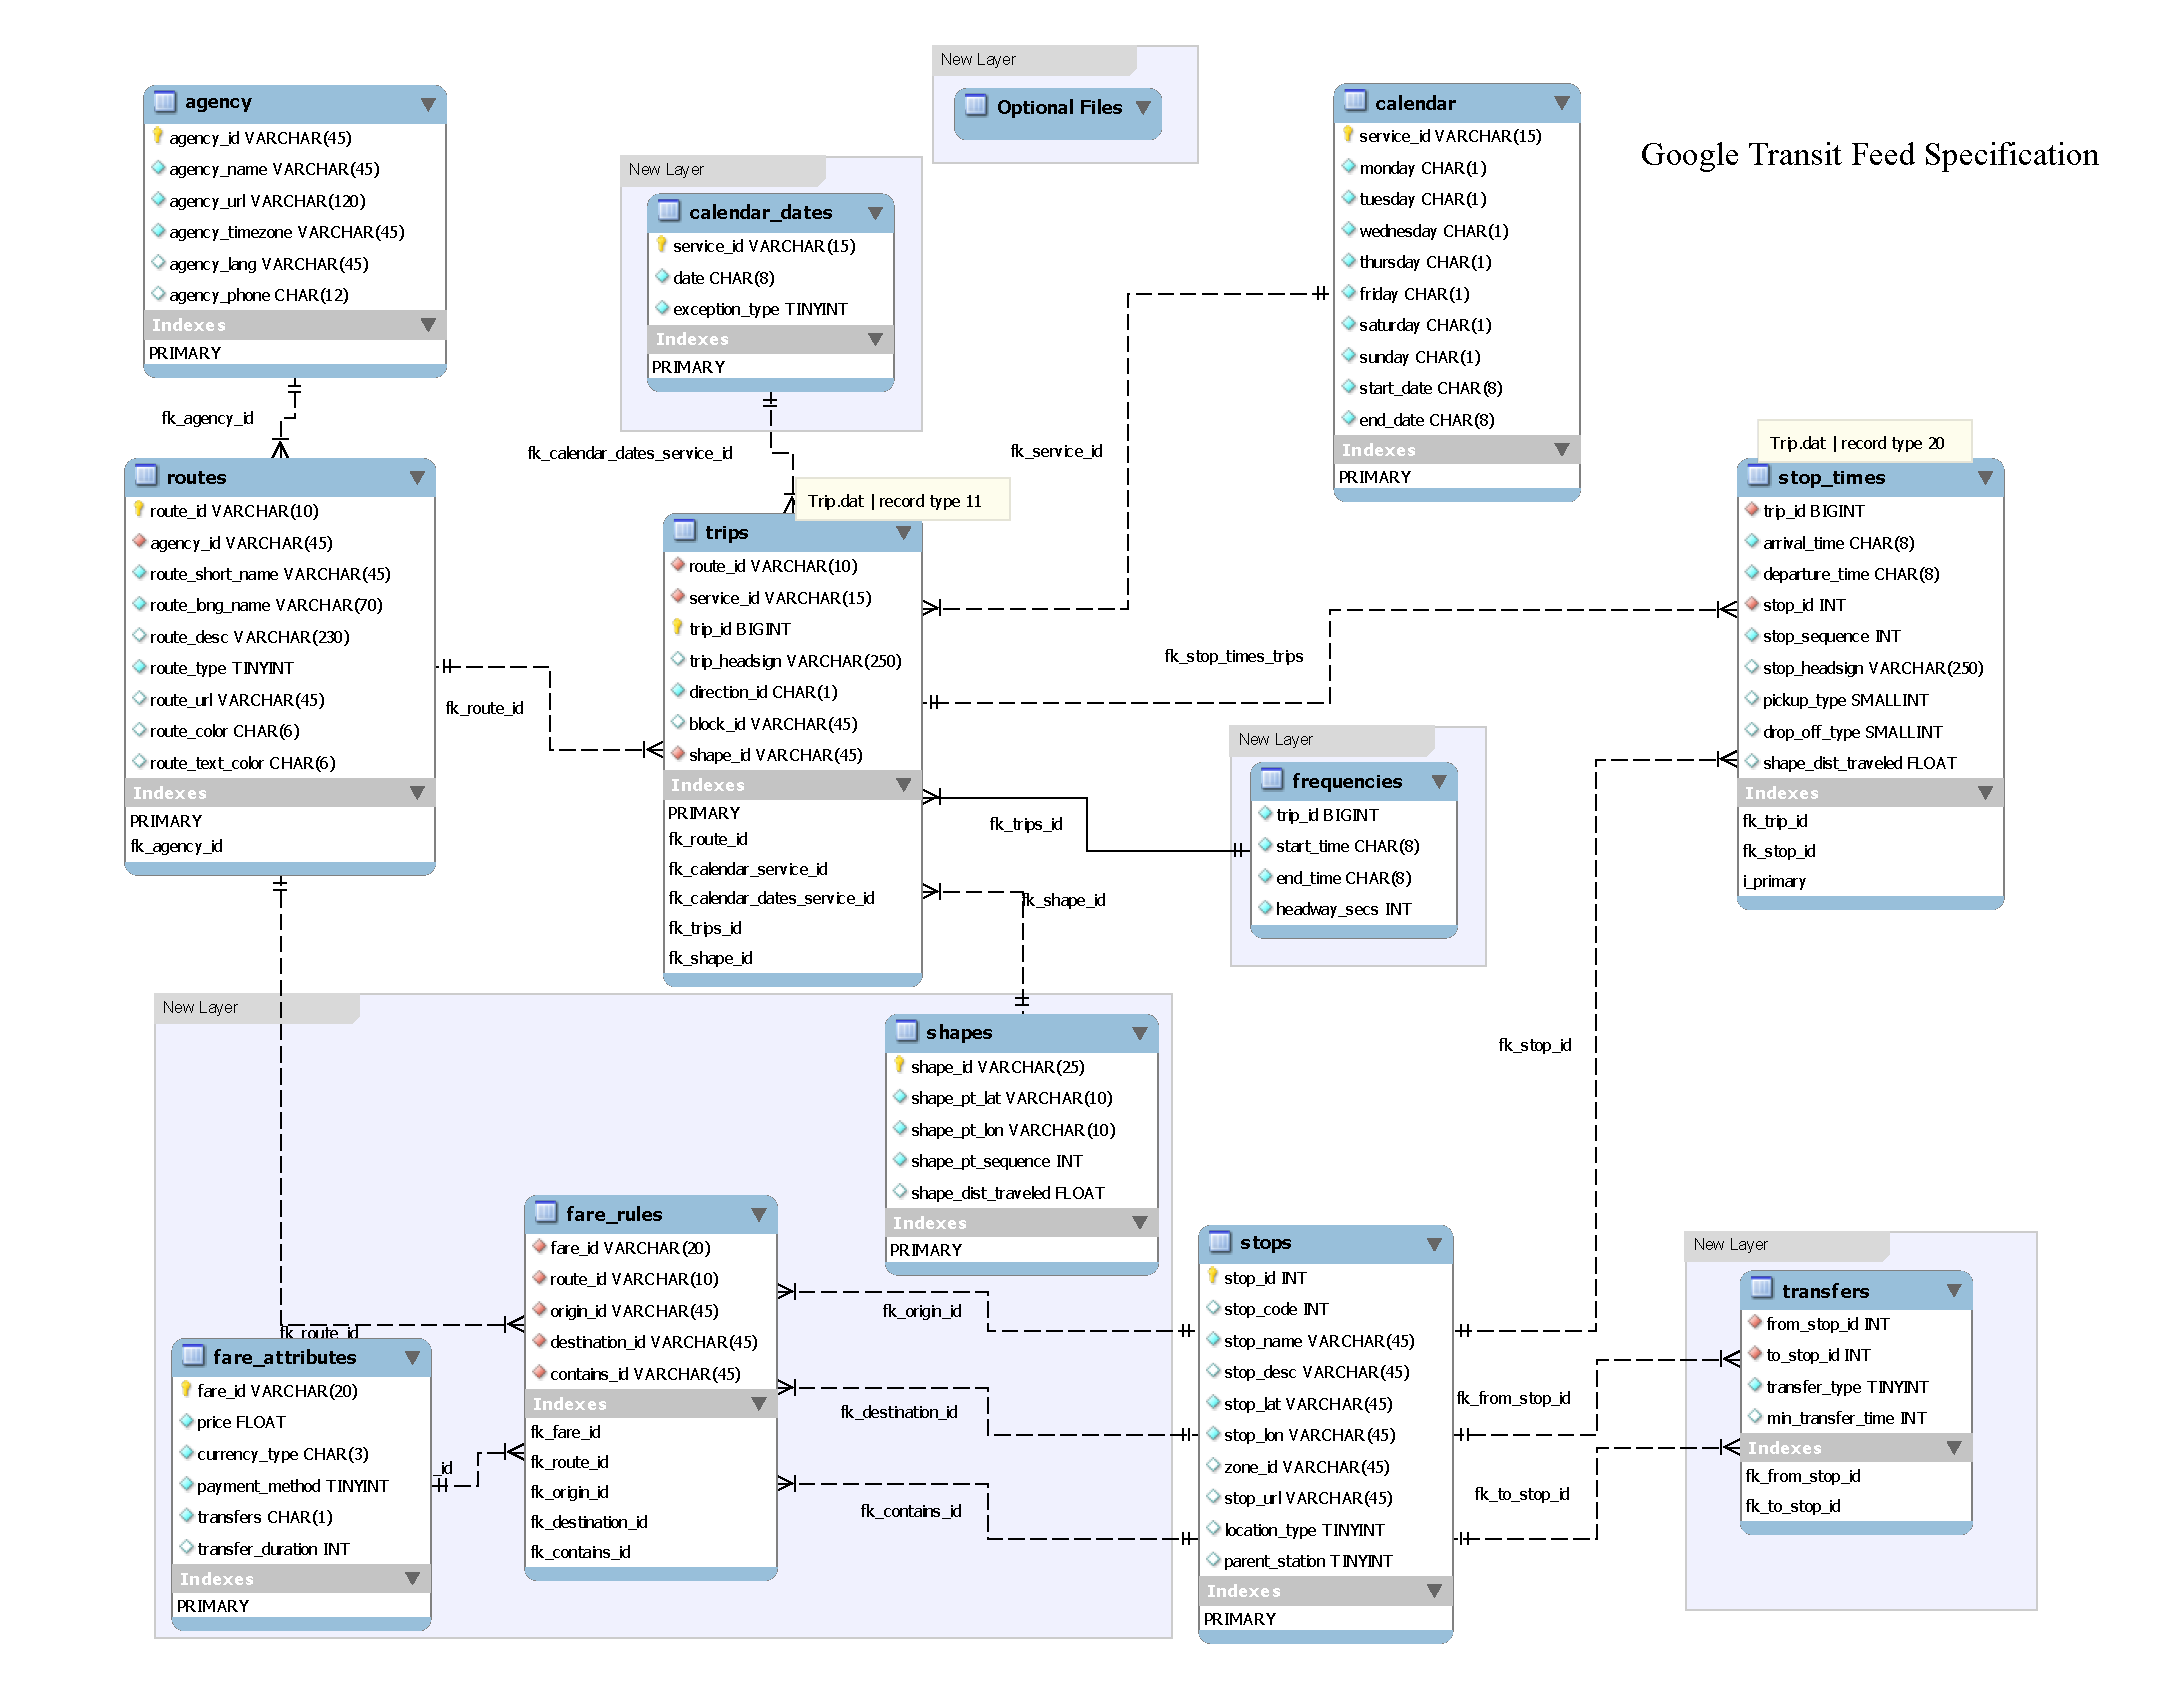 New Layer
Optional Files
Google Transit Feed Specification
agency
agency_id VARCHAR(45)
agency_name VARCHAR(45)
agency_url VARCHAR(120)
agency_timezone VARCHAR(45)
agency_lang VARCHAR(45)
agency_phone CHAR(12)
Indexes
PRIMARY
fk_agency_id
New Layer
calendar_dates
service_id VARCHAR(15)
date CHAR(8)
exception_type TINYINT
Indexes
PRIMARY
fk_calendar_dates_service_id
calendar
service_id VARCHAR(15)
monday CHAR(1)
tuesday CHAR(1)
wednesday CHAR(1)
thursday CHAR(1)
friday CHAR(1)
saturday CHAR(1)
sunday CHAR(1)
start_date CHAR(8)
end_date CHAR(8)
Indexes
PRIMARY
fk_service_id
routes
route_id VARCHAR(10)
agency_id VARCHAR(45)
route_short_name VARCHAR(45)
route_long_name VARCHAR(70)
route_desc VARCHAR(230)
route_type TINYINT
route_url VARCHAR(45)
route_color CHAR(6)
route_text_color CHAR(6)
Indexes
PRIMARY
fk_agency_id
fk_route_id
Trip.dat | record type 11
trips
route_id VARCHAR(10)
service_id VARCHAR(15)
trip_id BIGINT
trip_headsign VARCHAR(250)
direction_id CHAR(1)
block_id VARCHAR(45)
shape_id VARCHAR(45)
Indexes
PRIMARY
fk_route_id
fk_calendar_service_id
fk_calendar_dates_service_id
fk_trips_id
fk_shape_id
fk_stop_times_trips
Trip.dat | record type 20
stop_times
trip_id BIGINT
arrival_time CHAR(8)
departure_time CHAR(8)
stop_id INT
stop_sequence INT
stop_headsign VARCHAR(250)
pickup_type SMALLINT
drop_off_type SMALLINT
shape_dist_traveled FLOAT
Indexes
fk_trip_id
fk_stop_id
i_primary
New Layer
frequencies
trip_id BIGINT
start_time CHAR(8)
end_time CHAR(8)
headway_secs INT
fk_trips_id
fk_shape_id
fk_stop_id
New Layer
shapes
shape_id VARCHAR(25)
shape_pt_lat VARCHAR(10)
shape_pt_lon VARCHAR(10)
shape_pt_sequence INT
shape_dist_traveled FLOAT
Indexes
PRIMARY
fare_rules
fare_id VARCHAR(20)
route_id VARCHAR(10)
origin_id VARCHAR(45)
destination_id VARCHAR(45)
contains_id VARCHAR(45)
Indexes
fk_fare_id
fk_route_id
fk_origin_id
fk_destination_id
fk_contains_id
fk_route_id
fare_attributes
fare_id VARCHAR(20)
price FLOAT
currency_type CHAR(3)
payment_method TINYINT
transfers CHAR(1)
transfer_duration INT
Indexes
PRIMARY
_id
fk_origin_id
fk_destination_id
fk_contains_id
stops
stop_id INT
stop_code INT
stop_name VARCHAR(45)
stop_desc VARCHAR(45)
stop_lat VARCHAR(45)
stop_lon VARCHAR(45)
zone_id VARCHAR(45)
stop_url VARCHAR(45)
location_type TINYINT
parent_station TINYINT
Indexes
PRIMARY
fk_from_stop_id
fk_to_stop_id
New Layer
transfers
from_stop_id INT
to_stop_id INT
transfer_type TINYINT
min_transfer_time INT
Indexes
fk_from_stop_id
fk_to_stop_id